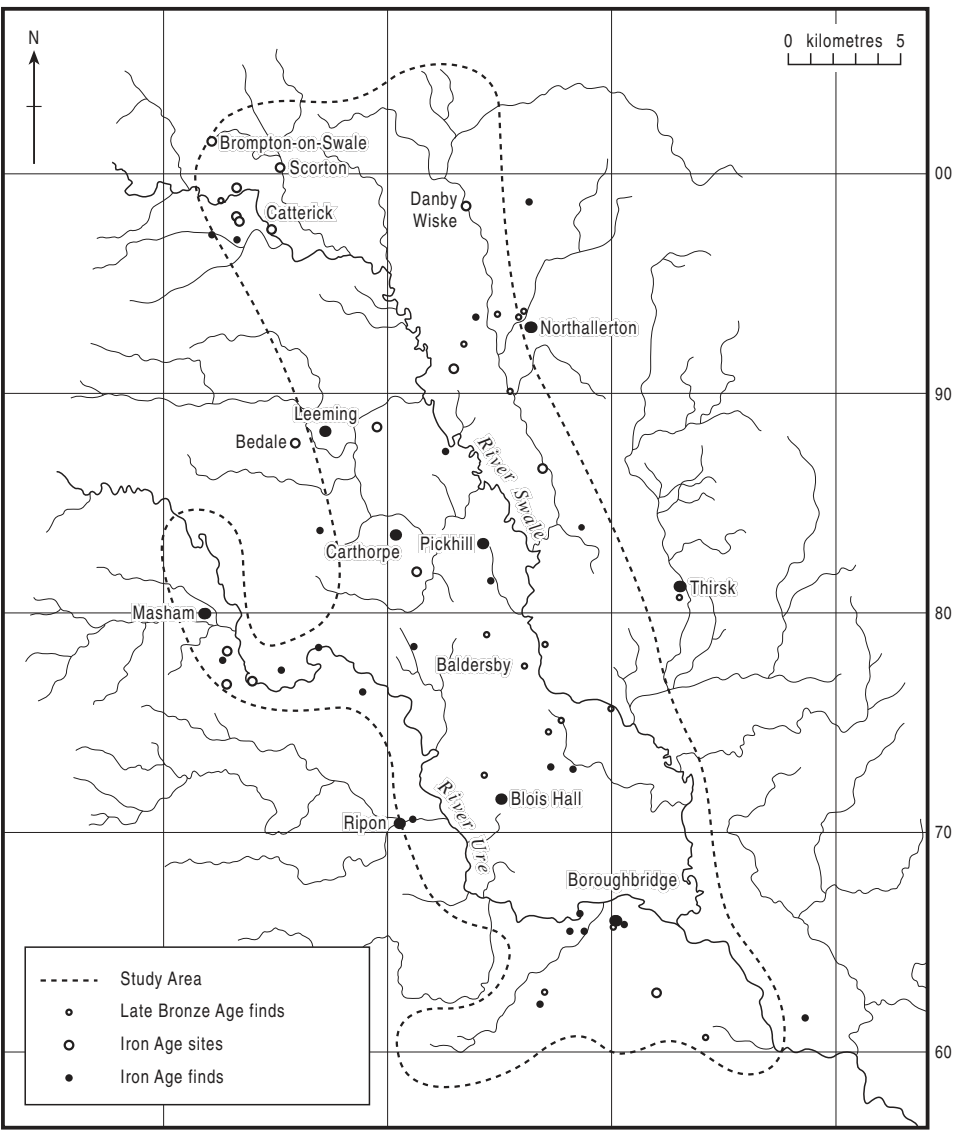 N
0 kilometres 5
Brompton-on-Swale
Scorton
00
Danby
Wiske
Catterick
Northallerton
90
Leeming
Bedale
River Swale
Carthorpe
Pickhill
Thirsk
Masham
80
Baldersby
Blois Hall
River Ure
Ripon
70
Boroughbridge
Study Area
Late Bronze Age finds
Iron Age sites
Iron Age finds
60